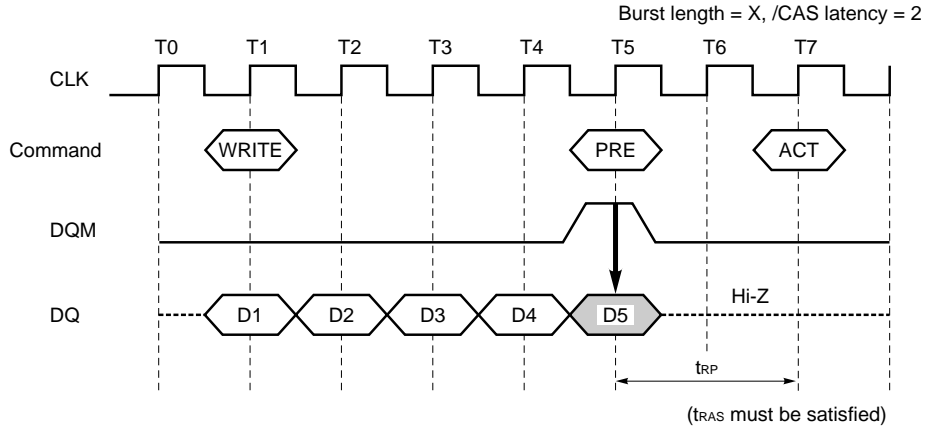 Burst length = X, /CAS latency = 2
T0 T1 T2 T3 T4 T5 T6 T7
CLK
Command WRITE PRE ACT
DQM
Hi-Z
DQ D1 D2 D3 D4 D5
tRP
(tRAS must be satisfied)